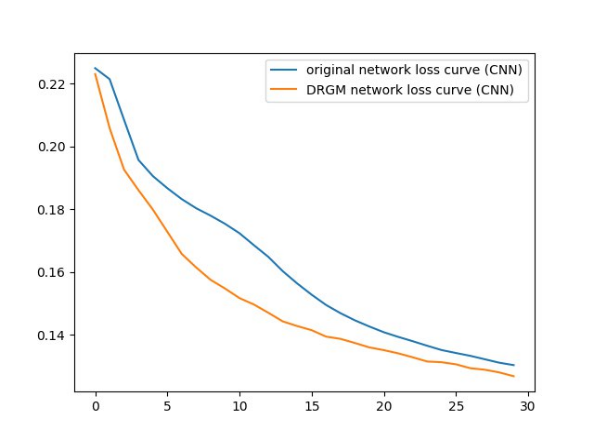 original network loss curve (CNN)
DRGM network loss curve (CNN)
0.22
0.20
0.18
0.16
0.14
0 5 10 15 20 25 30